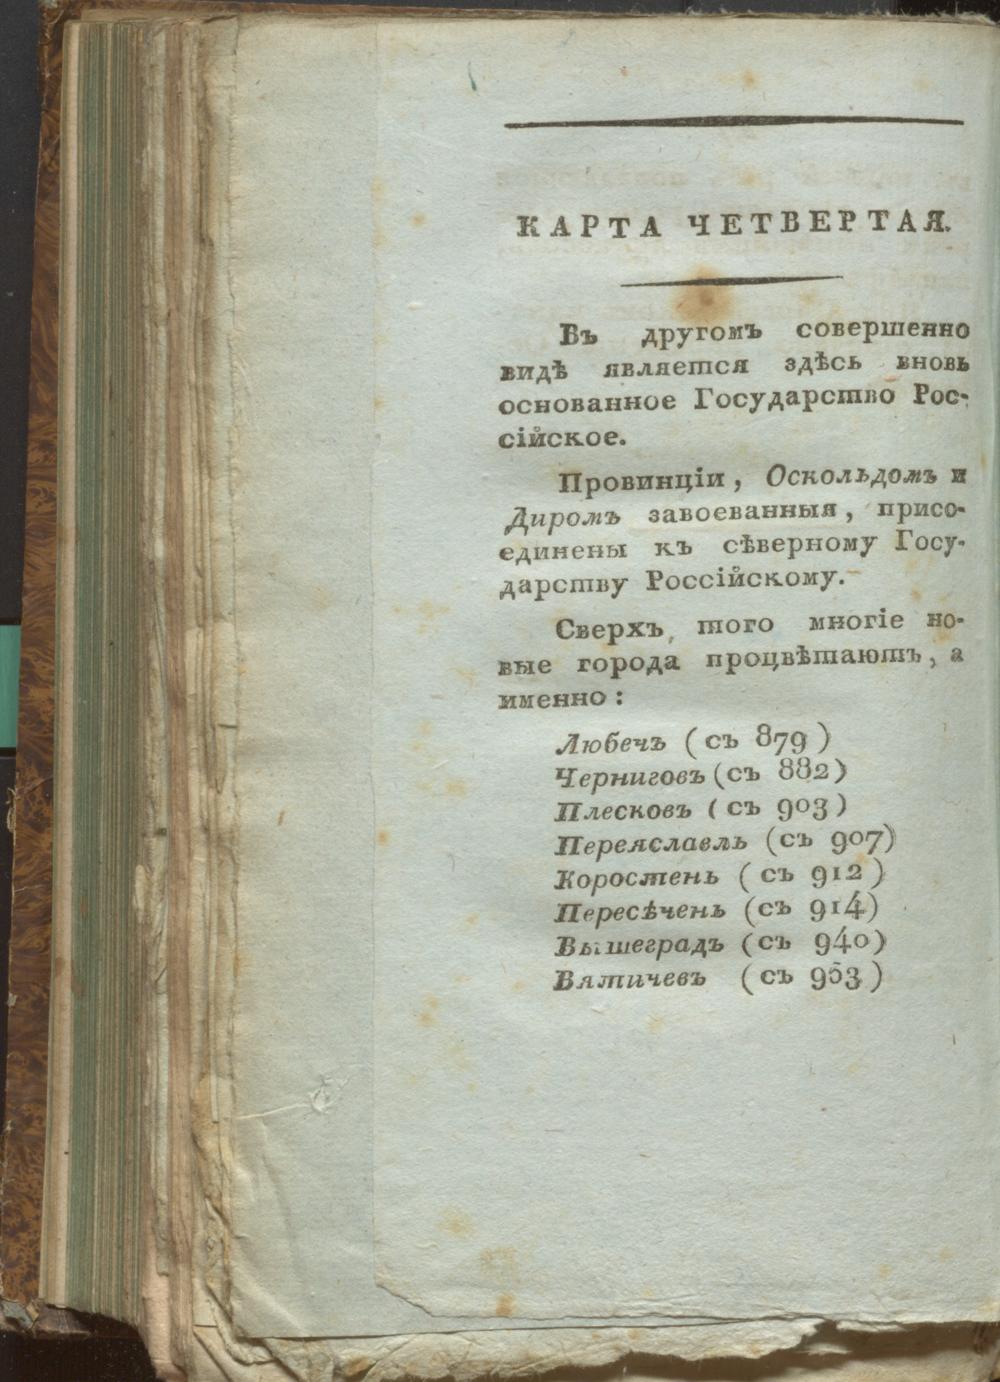 КАРТА ЧЕТВЕРТАЯ.
Въ другомъ совершенно
видѣ является здѣсь вновь
основанное Государство Рос-
сійское.
Провинціи, Оскольдомъ и
Диромъ завоеванныя, присо-
единены къ сѣверному Госу-
дарству Россійскому.
Сверхъ того многіе но-
вые города процвѣтаютъ, а
именно:
Любечь (съ 879)
Черниговъ (съ 882)
Плесковъ (съ 903)
Переяславль (съ 907)
Коростень (съ 912)
Пересѣчень (съ 914)
Вышеградъ (съ 940)
Вятичевъ (съ 953)